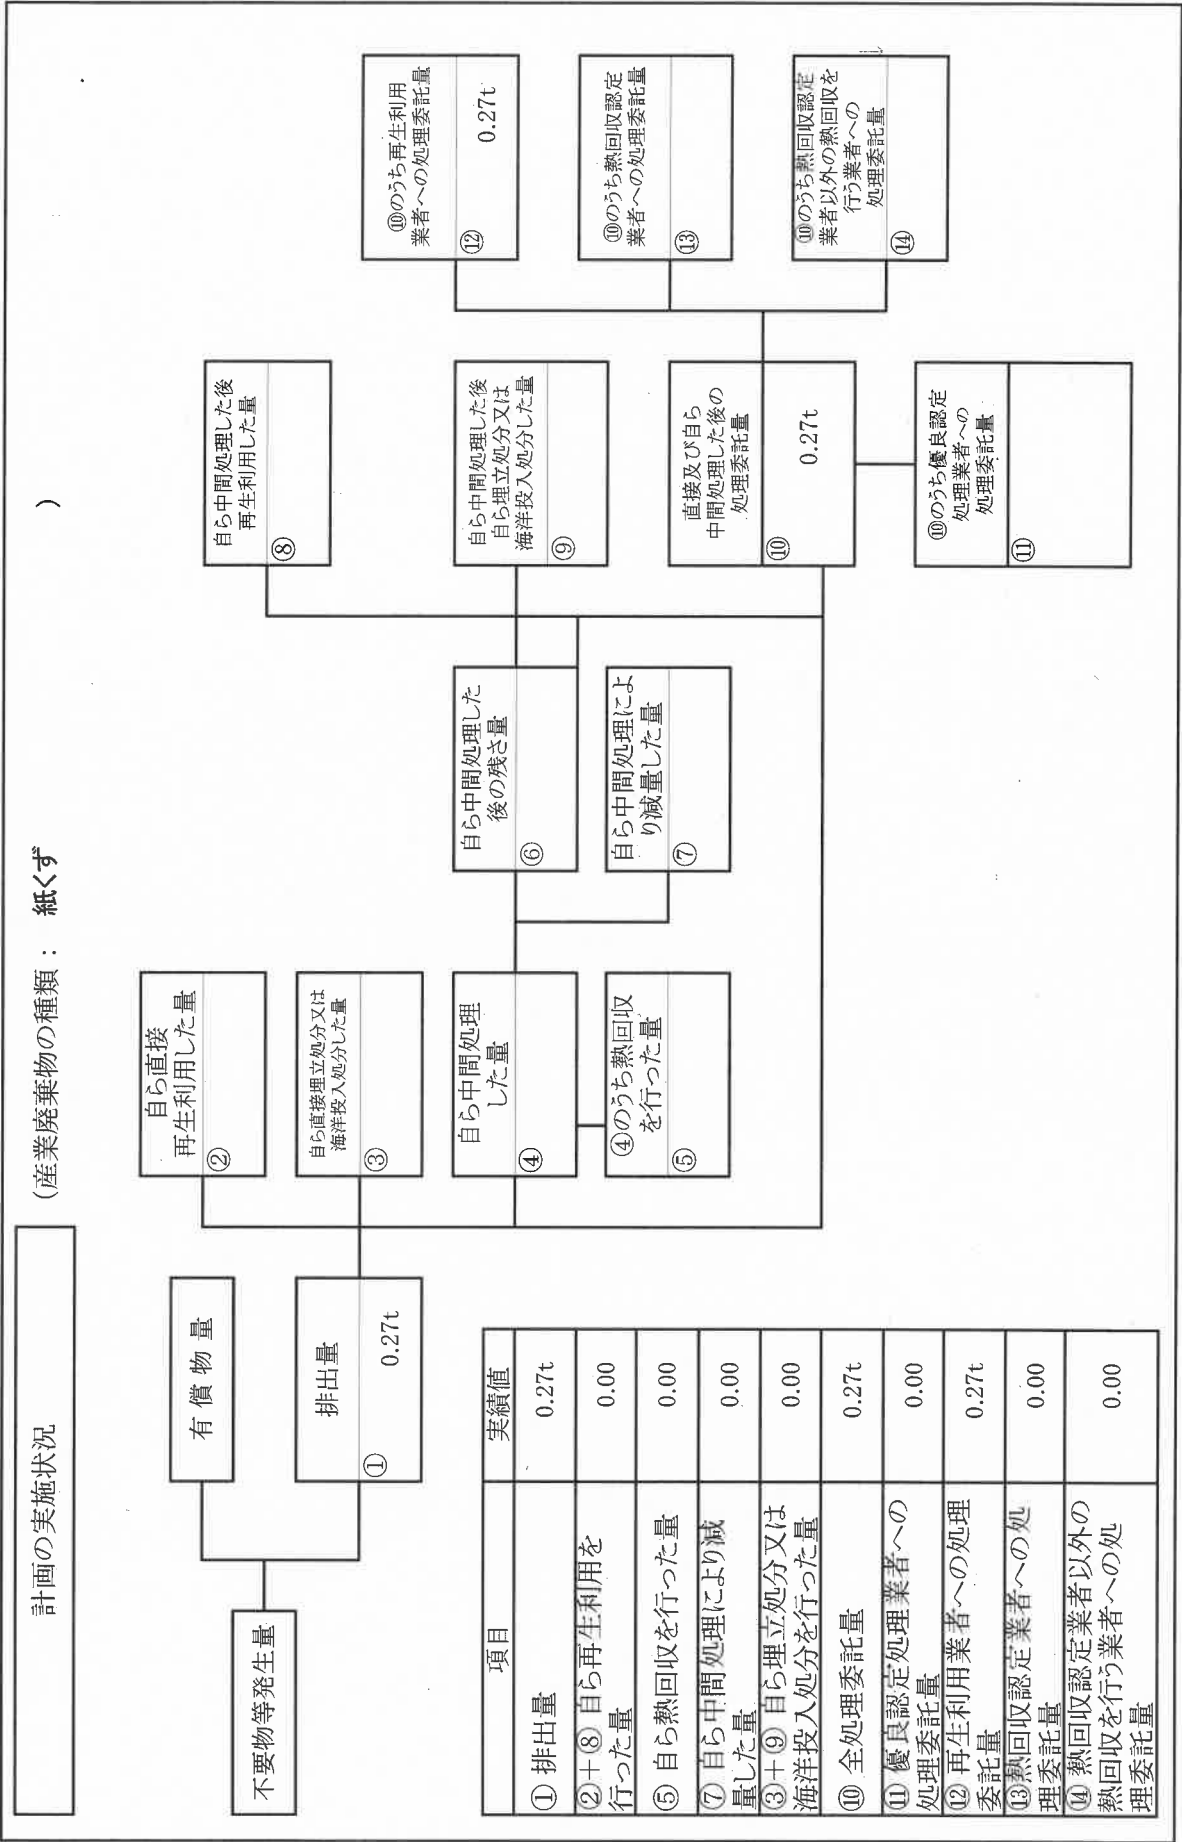 計画の実施状況
(産業廃棄物の種類： 紙くず )
不要物等発生量
有償物量
排出量
①
0.27t
自ら直接
再生利用した量
②
自ら直接埋立処分又は
海洋投入処分した量
③
自ら中間処理
した量
④
④のうち熱回収
を行った量
⑤
自ら中間処理した
後の残さ量
⑥
自ら中間処理によ
り減量した量
⑦
自ら中間処理した後
再生利用した量
⑧
自ら中間処理した後
自ら埋立処分又は
海洋投入処分した量
⑨
直接及び自ら
中間処理した後の
処理委託量
⑩
0.27t
⑩のうち優良認定
処理業者への
処理委託量
⑪
⑩のうち再生利用
業者への処理委託量
⑫
0.27t
⑩のうち熱回収認定
業者への処理委託量
⑬
⑩のうち熱回収認定
業者以外の熱回収を
行う業者への
処理委託量
⑭
項目 実績値
① 排出量 0.27t
②＋⑧ 自ら再生利用を
行った量 0.00
⑤ 自ら熱回収を行った量 0.00
⑦ 自ら中間処理により減
量した量 0.00
③＋⑨ 自ら埋立処分又は
海洋投入処分を行った量 0.00
⑩ 全処理委託量 0.27t
⑪ 優良認定処理業者への
処理委託量 0.00
⑫ 再生利用業者への処理
委託量 0.27t
⑬熱回収認定業者への処
理委託量 0.00
⑭ 熱回収認定業者以外の
熱回収を行う業者への処
理委託量 0.00